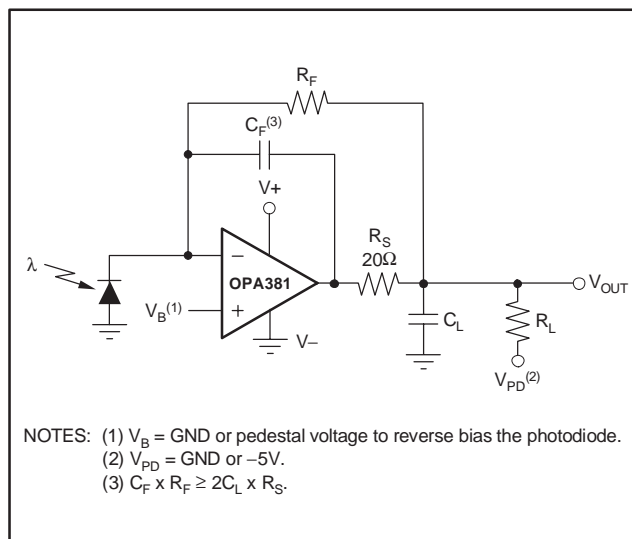 R_F
C_F(3)
V+
R_S
20Ω
λ
−
OPA381
V_OUT
V_B(1)
+
C_L
R_L
V−
V_PD(2)
NOTES: (1) V_B = GND or pedestal voltage to reverse bias the photodiode.
(2) V_PD = GND or −5V.
(3) C_F x R_F ≥ 2C_L x R_S.